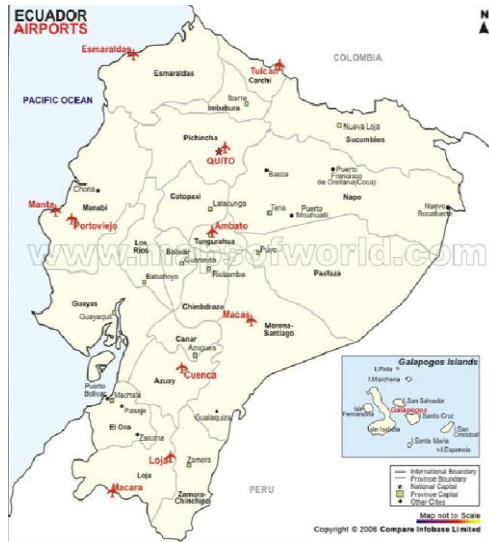 ECUADOR
AIRPORTS
N
COLOMBIA
PACIFIC OCEAN
Esmeraldas
Esmaraldas
Tulcan
Carchi
Ibarre
Imbabura
Nueva Loja
Sucumbios
Pichincha
QUITO
Baeza
Puerto
Francisco
de Orellana(Coca)
Napo
Chona
Manabi
Manta
Portoviejo
Cotopaxi
Latacunga
Tena
Puerto
Misahualli
Nuevo
Rocafuerte
Ambato
Tungurahua
Los
Rios
Bolivar
Guaranda
Puyo
Riobamba
Babahoyo
Pastaza
www.mapsofworld.com
Guayas
Guayaquil
Chimbdrazo
Macas
Morona-
Santiago
Canar
Azogues
Cuenca
Azuay
Puerto
Bolivar
Machala
Pasaje
El Oro
Zaruma
Gualaquiza
Loja
Loja
Zamora
Zamora-
Chinchipe
Macara
PERU
Galapogos Islands
I.Pinta
I.Marchena
I.San Salvador
Isla
Fernandina
Galapogos
I.Santa Cruz
Isla Isabela
I.San
Cristobal
I.Santa Maria
I.Espanola
International Boundary
Province Boundary
National Capital
Province Capital
Other Cities
Map not to Scale
Copyright © 2006 Compare Infobase Limited